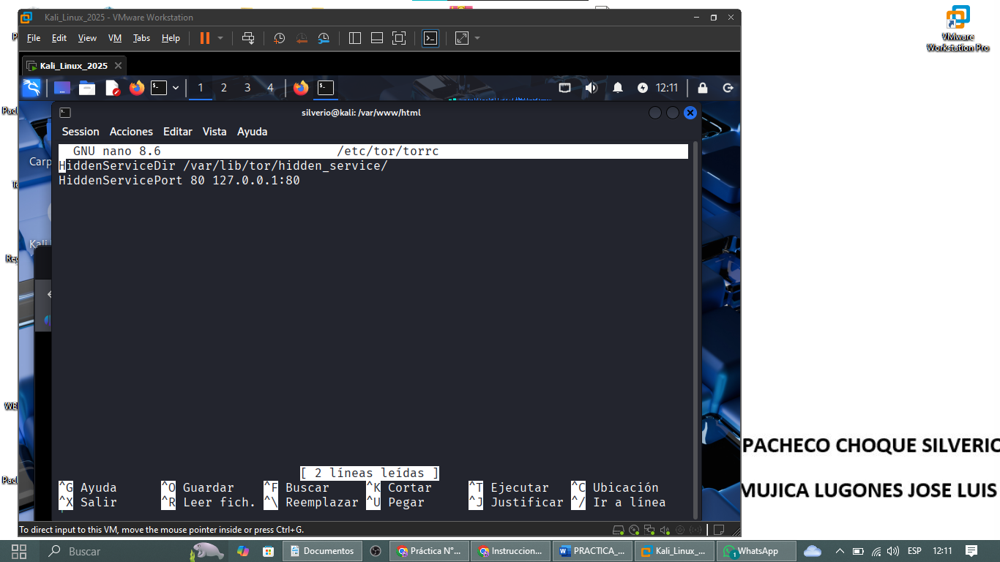 Kali_Linux_2025 - VMware Workstation
File Edit View VM Tabs Help
Kali_Linux_2025
VMware
Workstation Pro
1 2 3 4 12:11
silverio@kali: /var/www/html
Session Acciones Editar Vista Ayuda
GNU nano 8.6 /etc/tor/torrc
HiddenServiceDir /var/lib/tor/hidden_service/
HiddenServicePort 80 127.0.0.1:80
Carp
Kali
[ 2 líneas leídas ]
^G Ayuda ^O Guardar ^F Buscar ^K Cortar ^T Ejecutar ^C Ubicación
^X Salir ^R Leer fich. ^\ Reemplazar ^U Pegar ^J Justificar ^/ Ir a línea
PACHECO CHOQUE SILVERIO
MUJICA LUGONES JOSE LUIS
To direct input to this VM, move the mouse pointer inside or press Ctrl+G.
Buscar Documentos Práctica N°... Instruccion... PRACTICA_... Kali_Linux_... 1 WhatsApp ESP 12:11